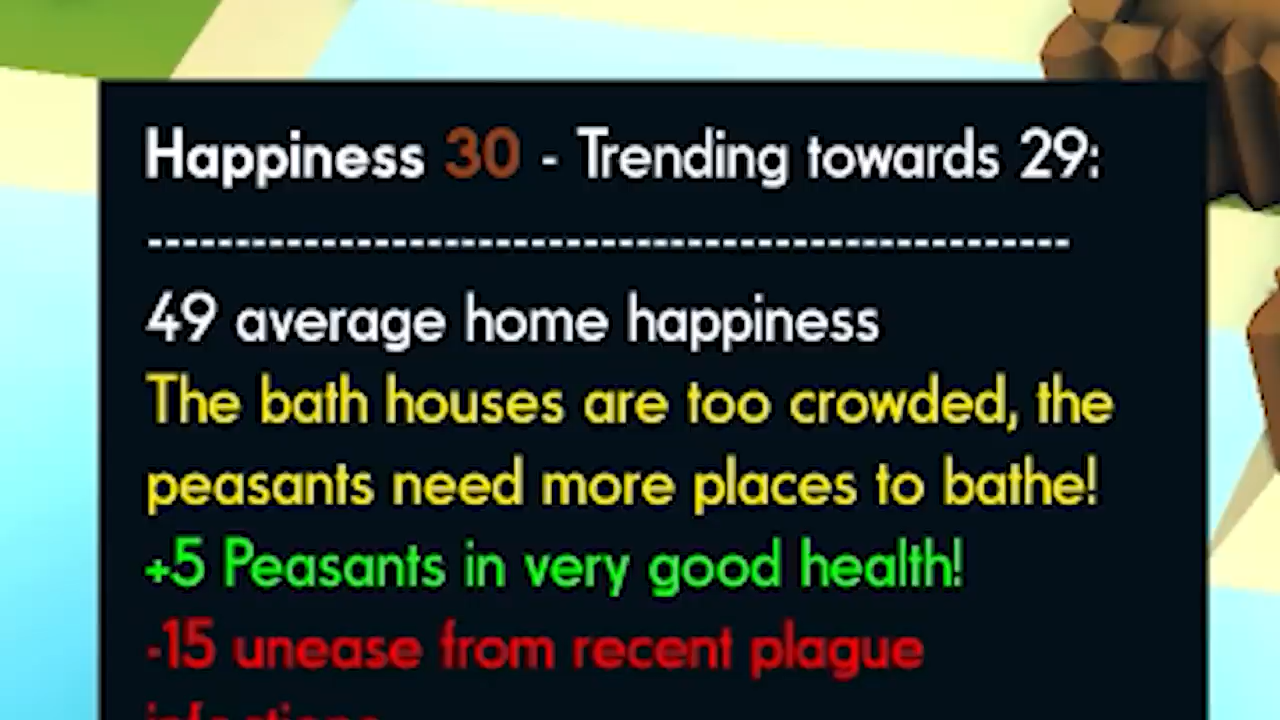 Happiness 30 - Trending towards 29:
----------------------------------------------------
49 average home happiness
The bath houses are too crowded, the
peasants need more places to bathe!
+5 Peasants in very good health!
-15 unease from recent plague